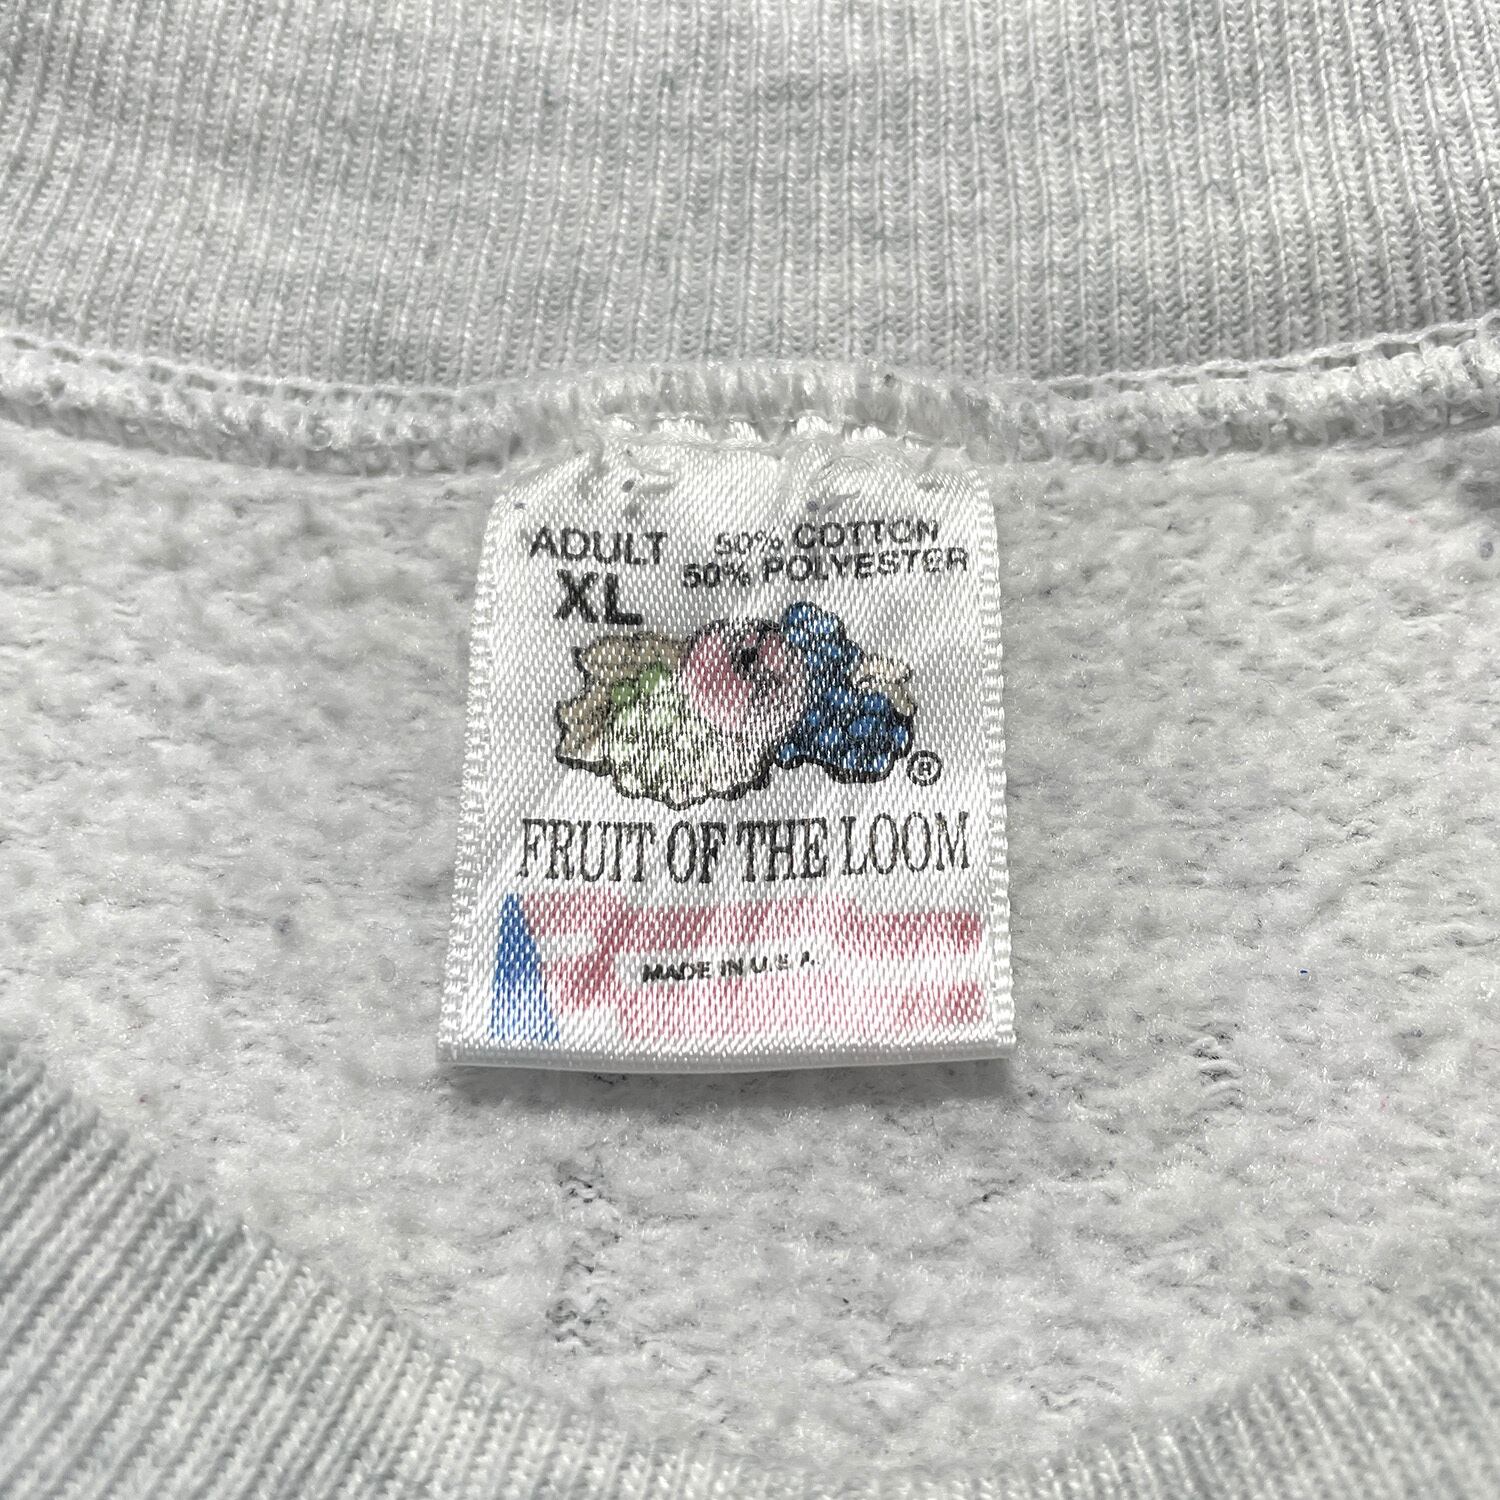 ADULT
XL
50% COTTON
50% POLYESTER
®
FRUIT OF THE LOOM
MADE IN U.S.A.